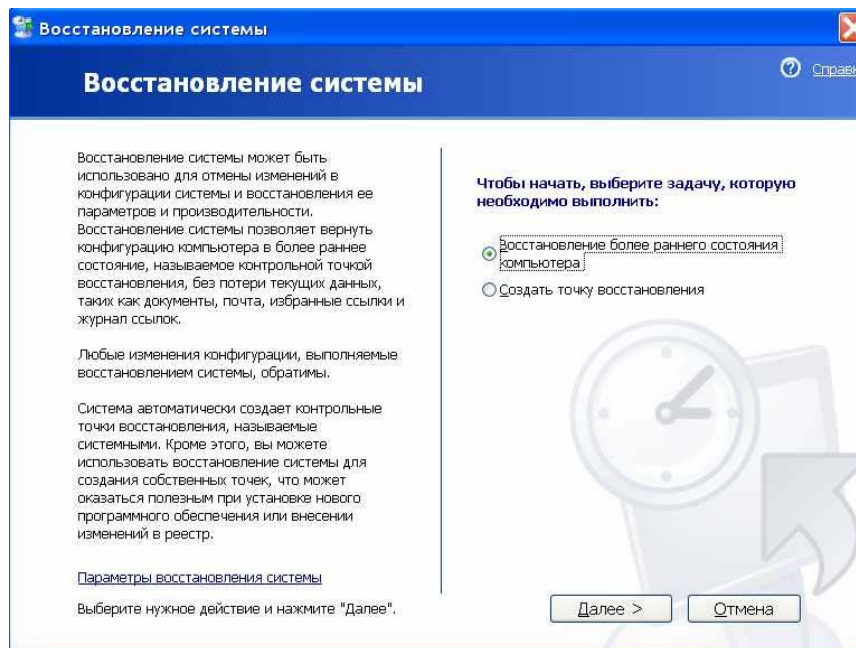 Восстановление системы
Восстановление системы
Восстановление системы может быть
использовано для отмены изменений в
конфигурации системы и восстановления ее
параметров и производительности.
Восстановление системы позволяет вернуть
конфигурацию компьютера в более раннее
состояние, называемое контрольной точкой
восстановления, без потери текущих данных,
таких как документы, почта, избранные ссылки и
журнал ссылок.
Любые изменения конфигурации, выполняемые
восстановлением системы, обратимы.
Система автоматически создает контрольные
точки восстановления, называемые
системными. Кроме этого, вы можете
использовать восстановление системы для
создания собственных точек, что может
оказаться полезным при установке нового
программного обеспечения или внесении
изменений в реестр.
Параметры восстановления системы
Выберите нужное действие и нажмите "Далее".
Чтобы начать, выберите задачу, которую
необходимо выполнить:
Восстановление более раннего состояния
компьютера
Создать точку восстановления
Далее >
Отмена